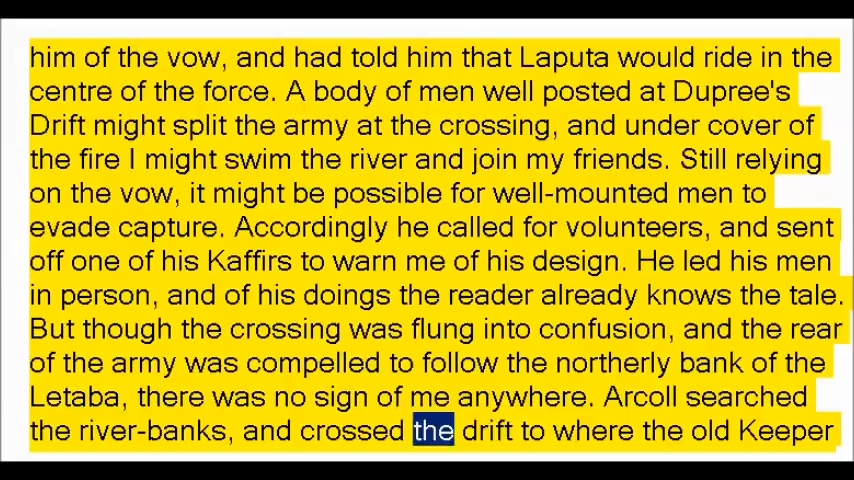 him of the vow, and had told him that Laputa would ride in the
centre of the force. A body of men well posted at Dupree's
Drift might split the army at the crossing, and under cover of
the fire I might swim the river and join my friends. Still relying
on the vow, it might be possible for well-mounted men to
evade capture. Accordingly he called for volunteers, and sent
off one of his Kaffirs to warn me of his design. He led his men
in person, and of his doings the reader already knows the tale.
But though the crossing was flung into confusion, and the rear
of the army was compelled to follow the northerly bank of the
Letaba, there was no sign of me anywhere. Arcoll searched
the river-banks, and crossed the drift to where the old Keeper